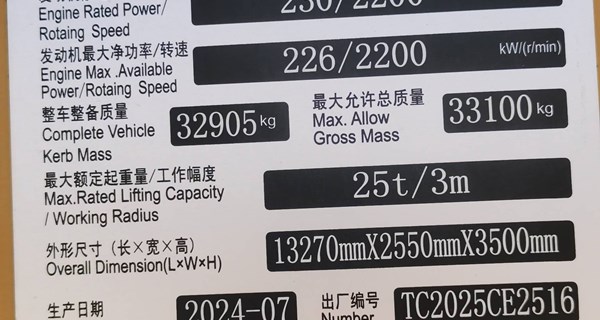 Engine Rated Power/
Rotaing Speed
230/2200
发动机最大净功率/转速
Engine Max .Available
Power/Rotaing Speed
226/2200 kW/(r/min)
整车整备质量
Complete Vehicle
Kerb Mass
32905kg
最大允许总质量
Max. Allow
Gross Mass
33100kg
最大额定起重量/工作幅度
Max.Rated Lifting Capacity
/ Working Radius
25t/3m
外形尺寸（长×宽×高）
Overall Dimension(L×W×H)
13270mmX2550mmX3500mm
生产日期
2024-07
出厂编号
Number
TC2025CE2516